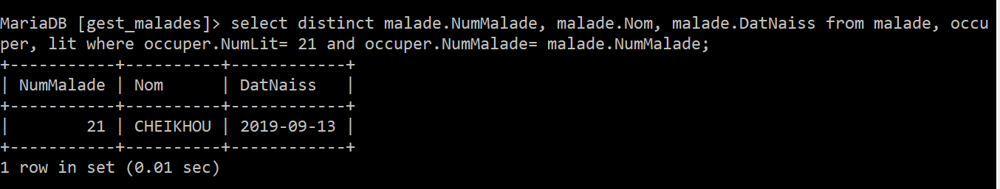 MariaDB [gest_malades]> select distinct malade.NumMalade, malade.Nom, malade.DatNaiss from malade, occu
per, lit where occuper.NumLit= 21 and occuper.NumMalade= malade.NumMalade;
+-----------+----------+------------+
| NumMalade | Nom      | DatNaiss   |
+-----------+----------+------------+
|        21 | CHEIKHOU | 2019-09-13 |
+-----------+----------+------------+
1 row in set (0.01 sec)